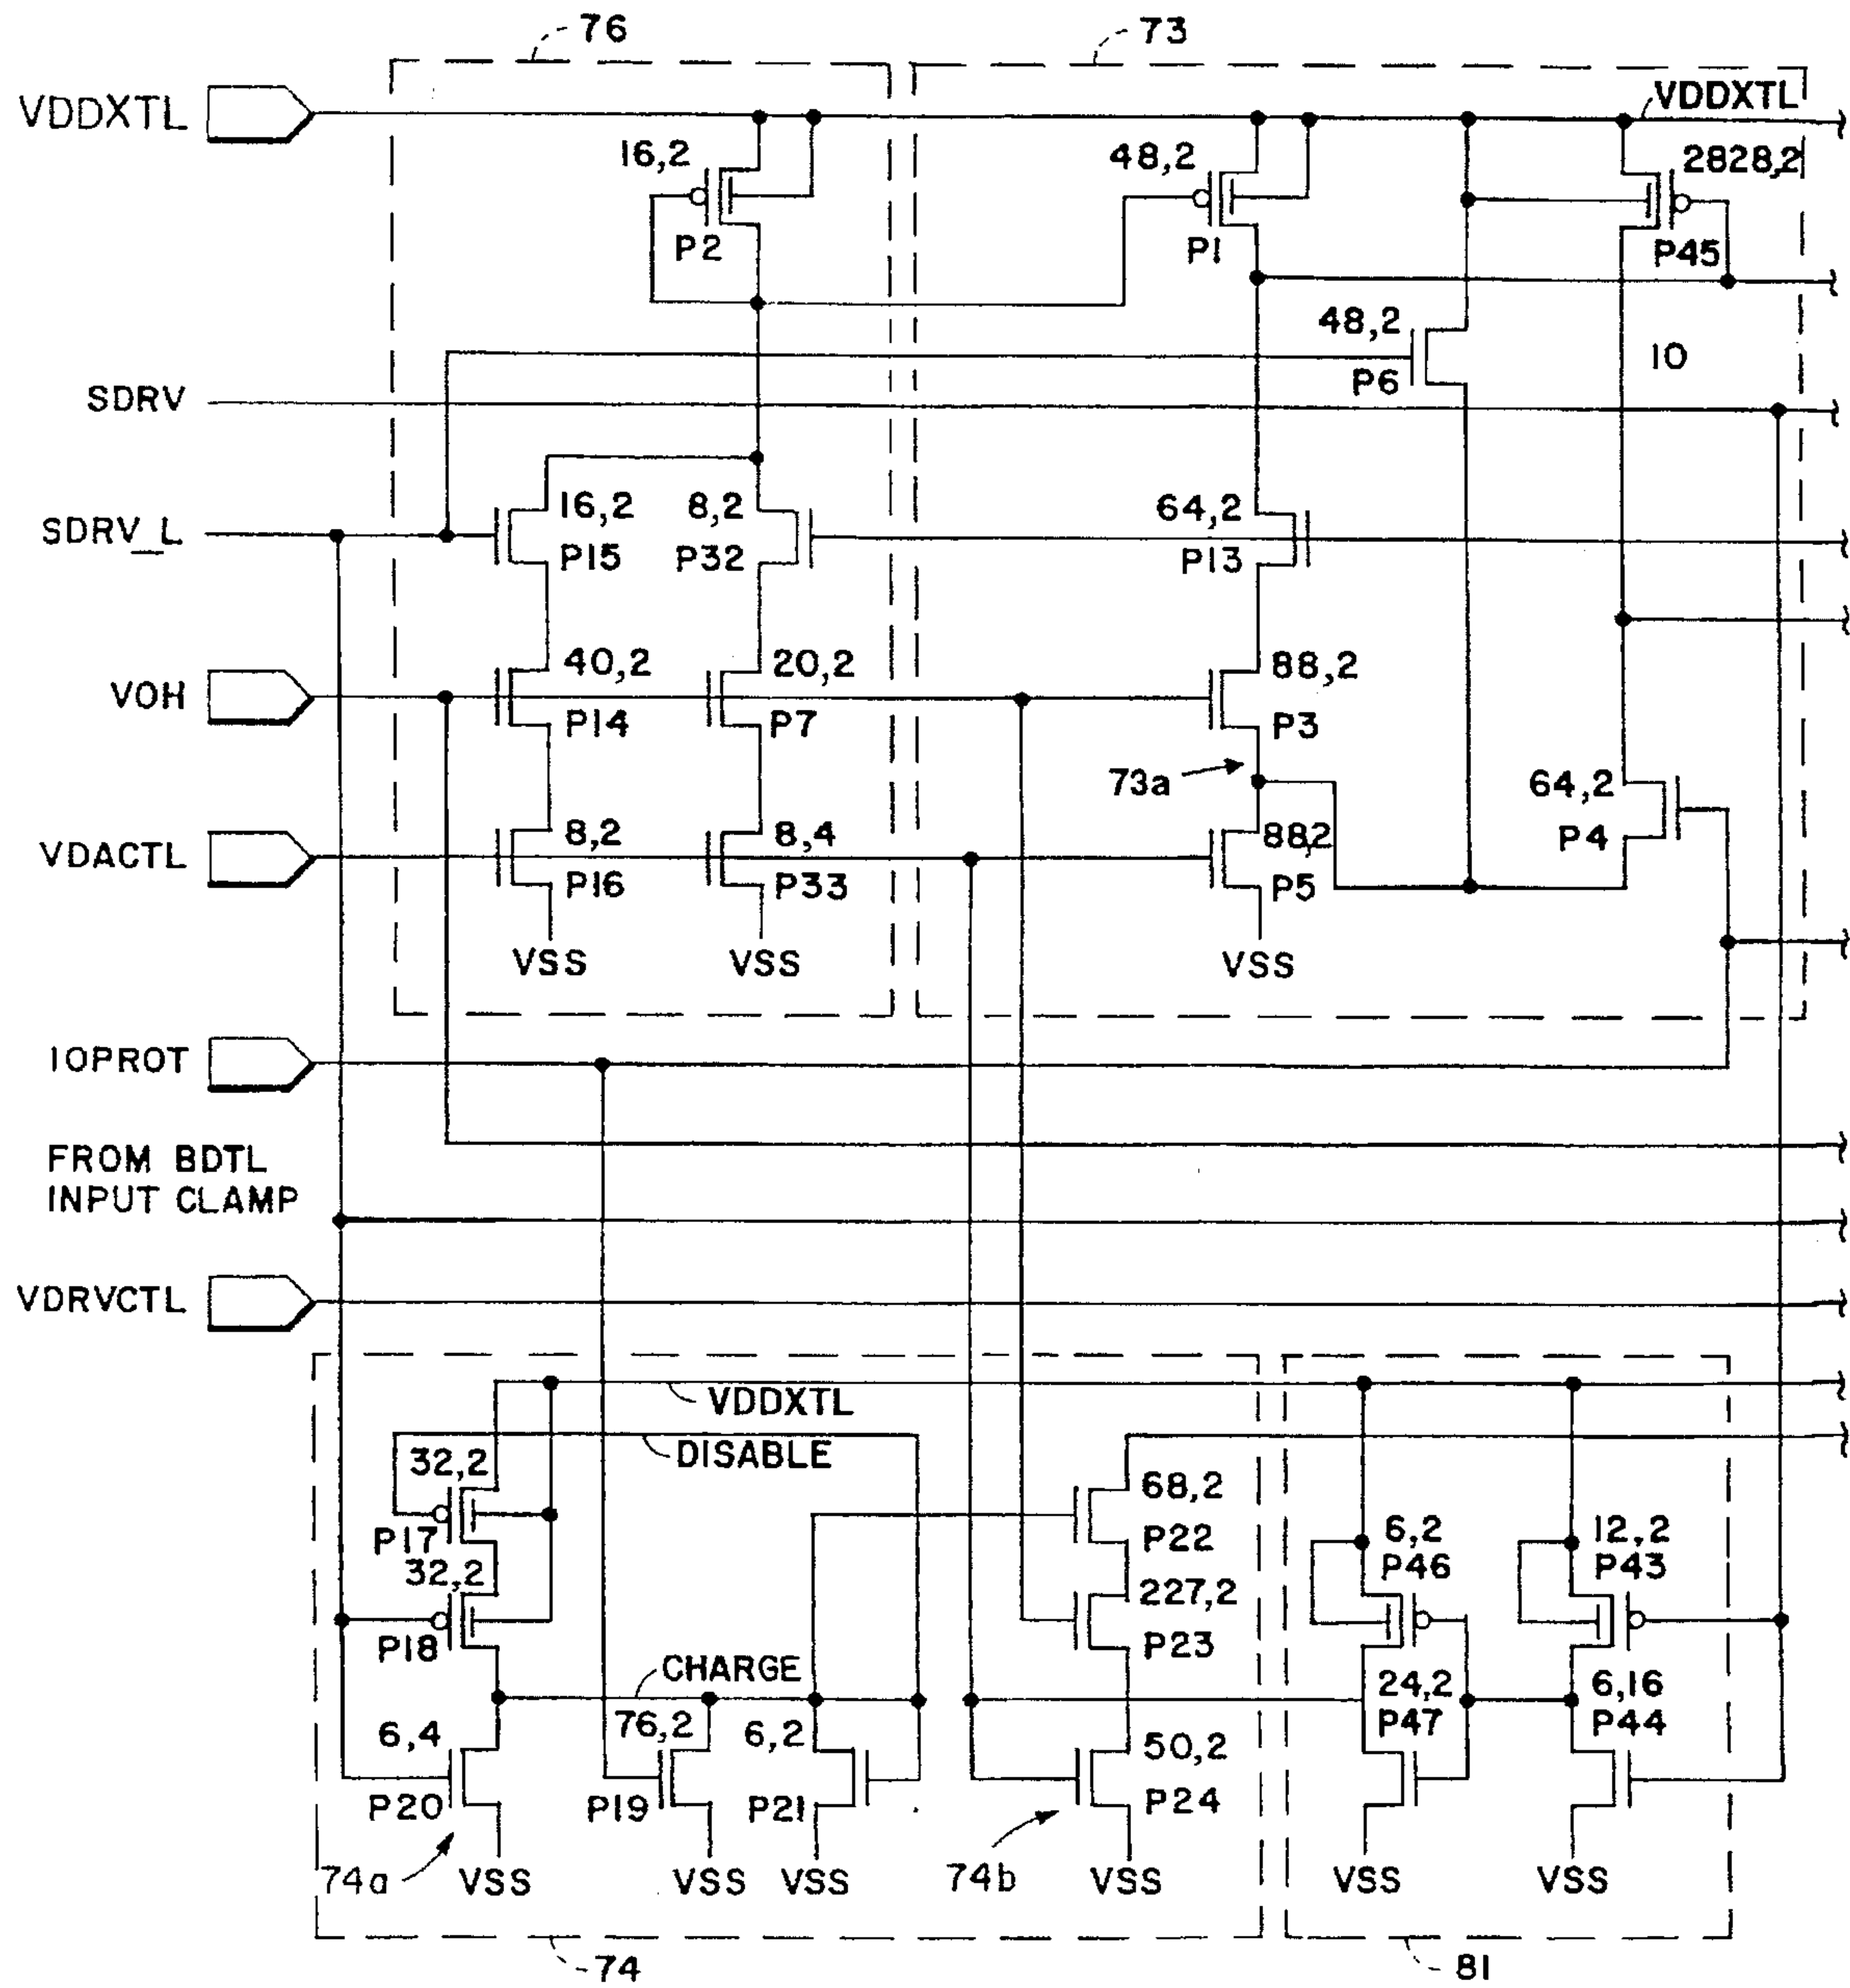 76
73
VDDXTL
VDDXTL
16,2
P2
48,2
P1
2828,2
P45
48,2
P6
10
SDRV
SDRV_L
16,2
P15
8,2
P32
64,2
P13
VOH
40,2
P14
20,2
P7
88,2
P3
73a
64,2
P4
VDACTL
8,2
P16
8,4
P33
88,2
P5
VSS
VSS
VSS
IOPROT
FROM BDTL
INPUT CLAMP
VDRVCTL
VDDXTL
DISABLE
32,2
P17
32,2
P18
68,2
P22
227,2
P23
6,2
P46
12,2
P43
CHARGE
6,4
P20
76,2
P19
6,2
P21
50,2
P24
24,2
P47
6,16
P44
74a
VSS
VSS
VSS
74b
VSS
VSS
VSS
74
81